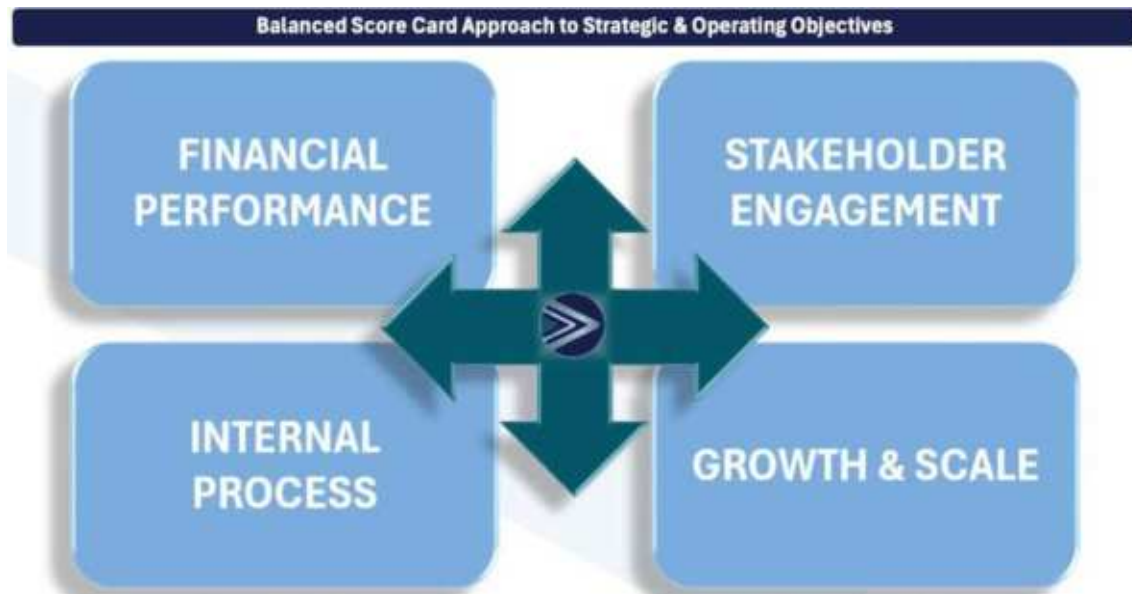 Balanced Score Card Approach to Strategic & Operating Objectives
FINANCIAL
PERFORMANCE
STAKEHOLDER
ENGAGEMENT
INTERNAL
PROCESS
GROWTH & SCALE